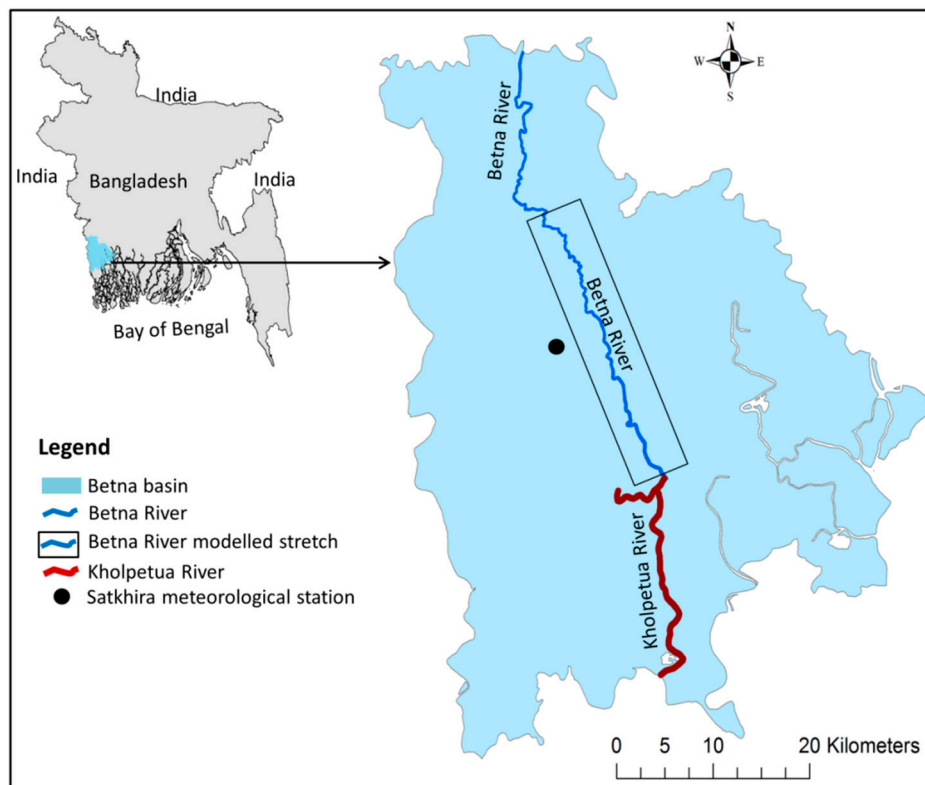 India
India
Bangladesh
India
Bay of Bengal
N
W
E
S
Betna River
Betna River
Kholpetua River
Legend
Betna basin
Betna River
Betna River modelled stretch
Kholpetua River
Satkhira meteorological station
0 5 10 20 Kilometers